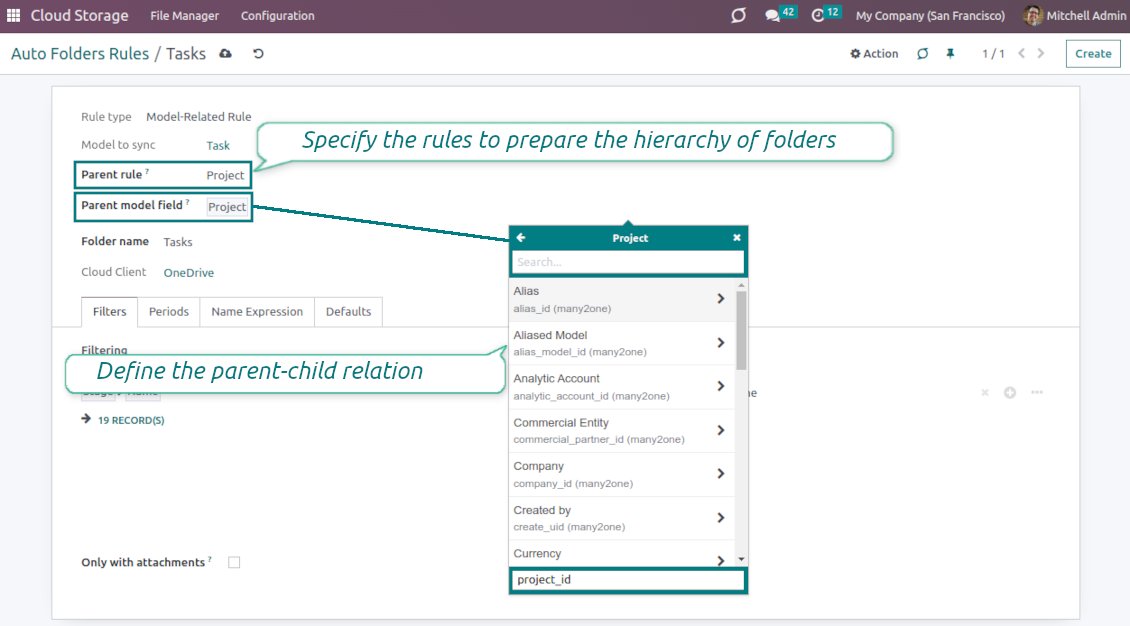 Cloud Storage File Manager Configuration 42 12 My Company (San Francisco) Mitchell Admin
Auto Folders Rules / Tasks Action 1 / 1 Create
Rule type Model-Related Rule
Specify the rules to prepare the hierarchy of folders
Model to sync Task
Parent rule ? Project
Parent model field ? Project
Folder name Tasks
Cloud Client OneDrive
Filters Periods Name Expression Defaults
Filtering
Define the parent-child relation
19 RECORD(S)
Only with attachments ?
Project
Search...
Alias
alias_id (many2one)
Aliased Model
alias_model_id (many2one)
Analytic Account
analytic_account_id (many2one)
Commercial Entity
commercial_partner_id (many2one)
Company
company_id (many2one)
Created by
create_uid (many2one)
Currency
project_id